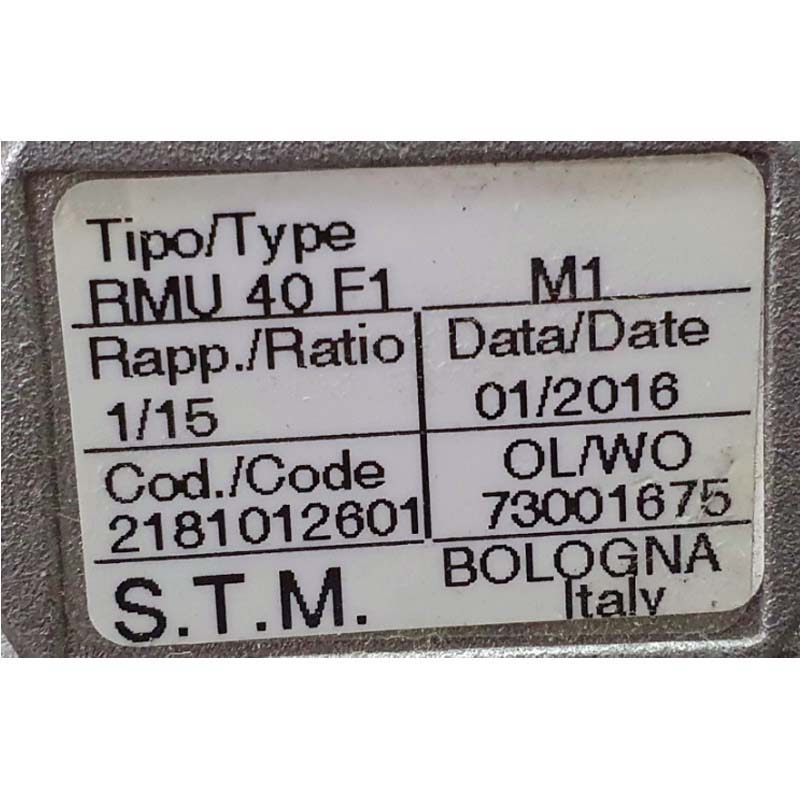 Tipo/Type
RMU 40 F1 M1
Rapp./Ratio Data/Date
1/15 01/2016
Cod./Code OL/WO
2181012601 73001675
S.T.M. BOLOGNA
Italy